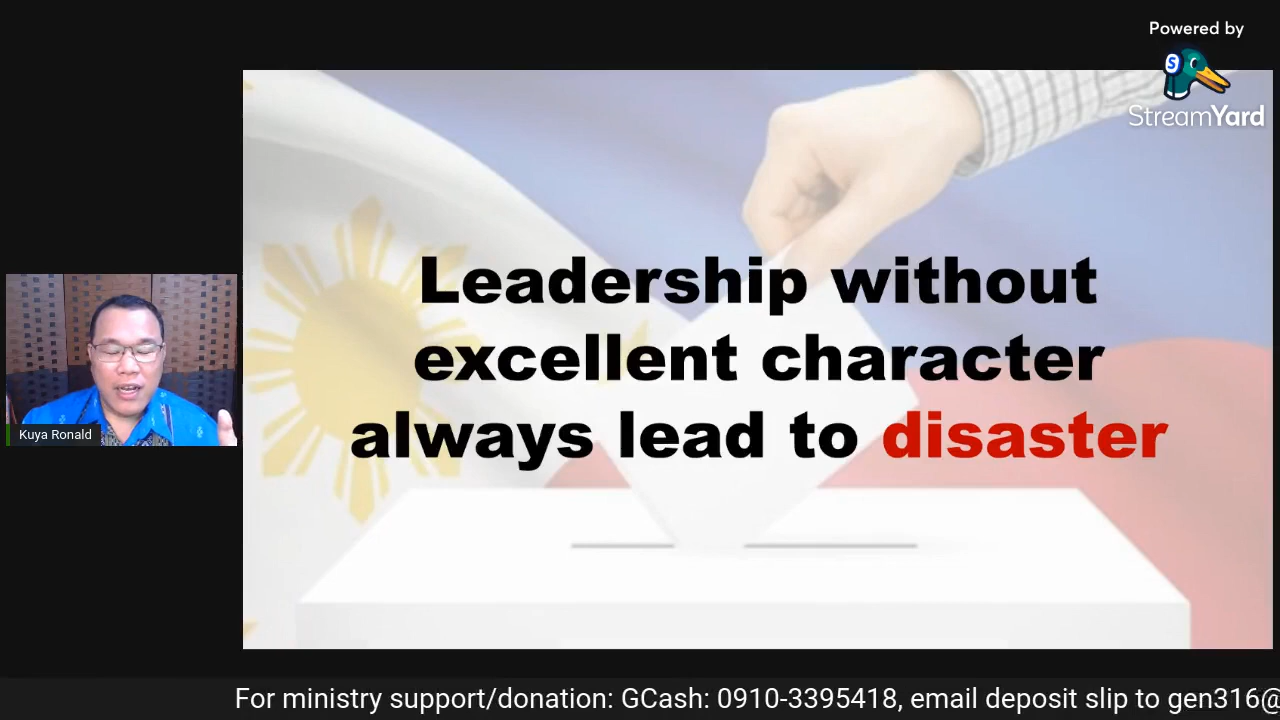 Powered by
StreamYard
Leadership without
excellent character
always lead to disaster
Kuya Ronald
For ministry support/donation: GCash: 0910-3395418, email deposit slip to gen316@